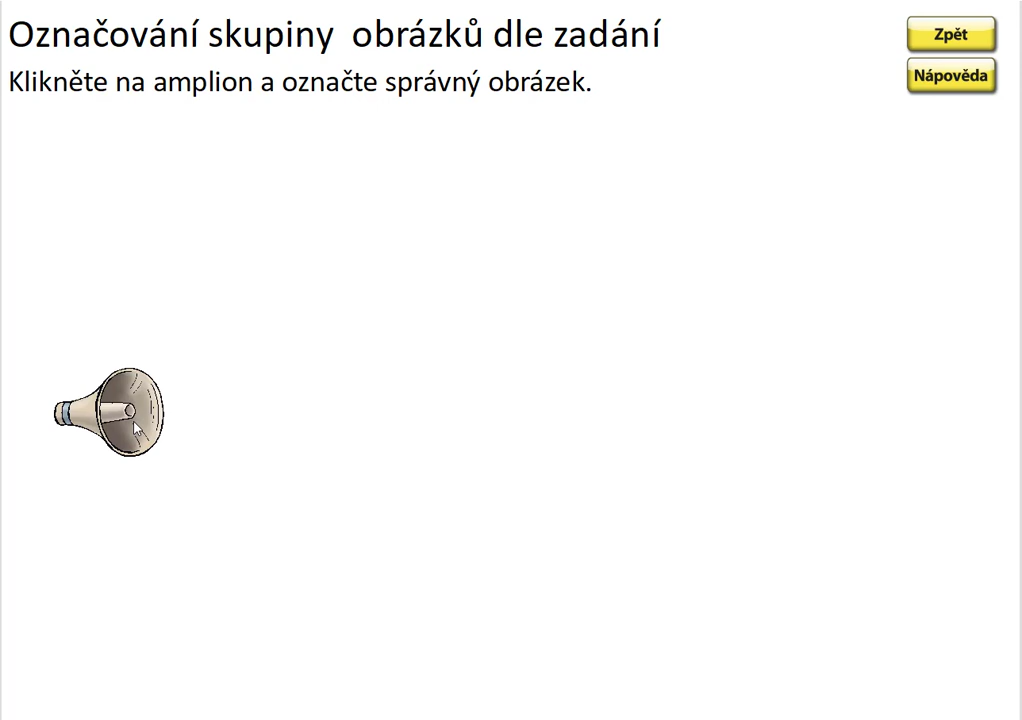 Označování skupiny  obrázků dle zadání
Zpět
Klikněte na amplion a označte správný obrázek.
Nápověda